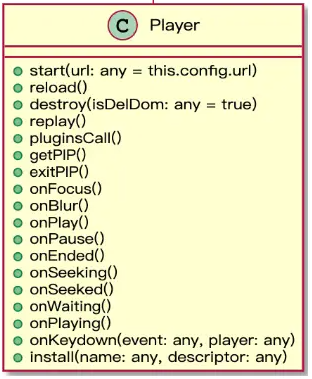 C Player
start(url: any = this.config.url)
reload()
destroy(isDelDom: any = true)
replay()
pluginsCall()
getPIP()
exitPIP()
onFocus()
onBlur()
onPlay()
onPause()
onEnded()
onSeeking()
onSeeked()
onWaiting()
onPlaying()
onKeydown(event: any, player: any)
install(name: any, descriptor: any)